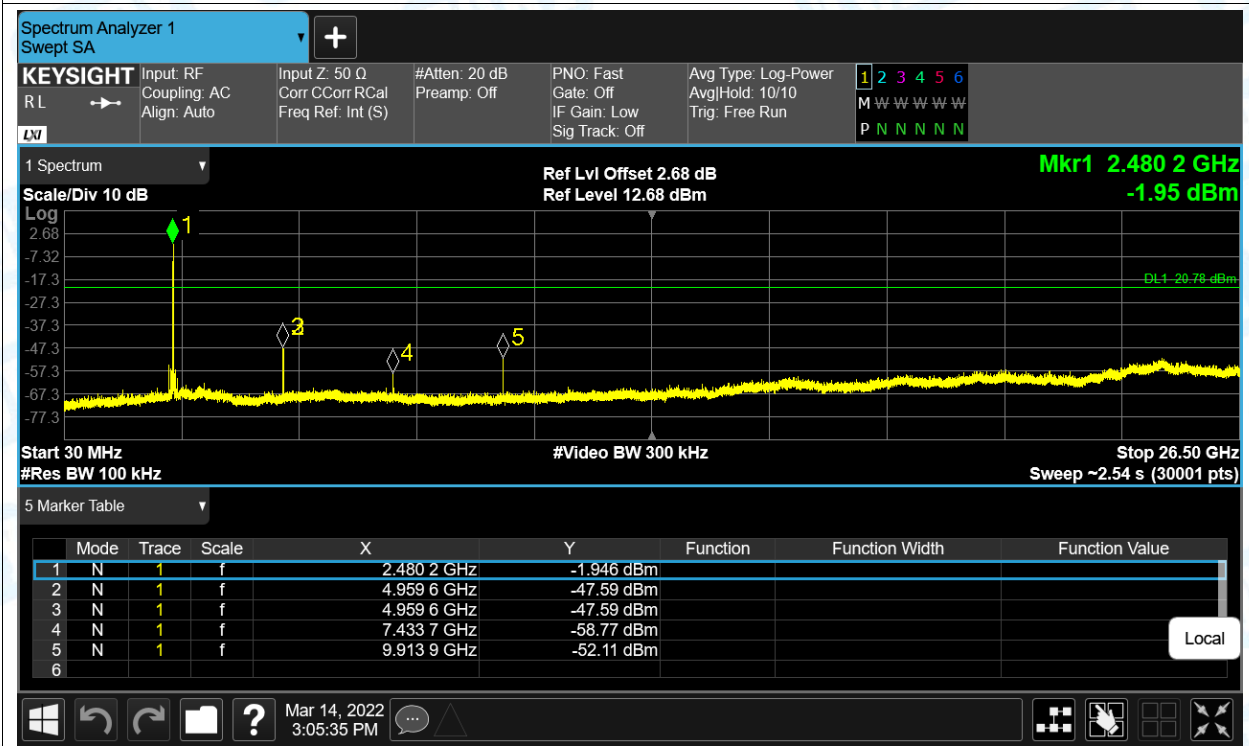 Spectrum Analyzer 1
Swept SA
KEYSIGHT
R L
LXI
Input: RF
Coupling: AC
Align: Auto
Input Z: 50 Ω
Corr CCorr RCal
Freq Ref: Int (S)
#Atten: 20 dB
Preamp: Off
PNO: Fast
Gate: Off
IF Gain: Low
Sig Track: Off
Avg Type: Log-Power
Avg|Hold: 10/10
Trig: Free Run
1 2 3 4 5 6
M W W W W W W
P N N N N N
1 Spectrum
Scale/Div 10 dB
Ref Lvl Offset 2.68 dB
Ref Level 12.68 dBm
Mkr1 2.480 2 GHz
-1.95 dBm
Log
2.68
-7.32
-17.3
-27.3
-37.3
-47.3
-57.3
-67.3
-77.3
1
4
5
DL1 -20.78 dBm
Start 30 MHz
#Res BW 100 kHz
#Video BW 300 kHz
Stop 26.50 GHz
Sweep ~2.54 s (30001 pts)
5 Marker Table
Mode Trace Scale X Y Function Function Width Function Value
1 N 1 f 2.480 2 GHz -1.946 dBm
2 N 1 f 4.959 6 GHz -47.59 dBm
3 N 1 f 4.959 6 GHz -47.59 dBm
4 N 1 f 7.433 7 GHz -58.77 dBm
5 N 1 f 9.913 9 GHz -52.11 dBm
6
Local
?
Mar 14, 2022
3:05:35 PM